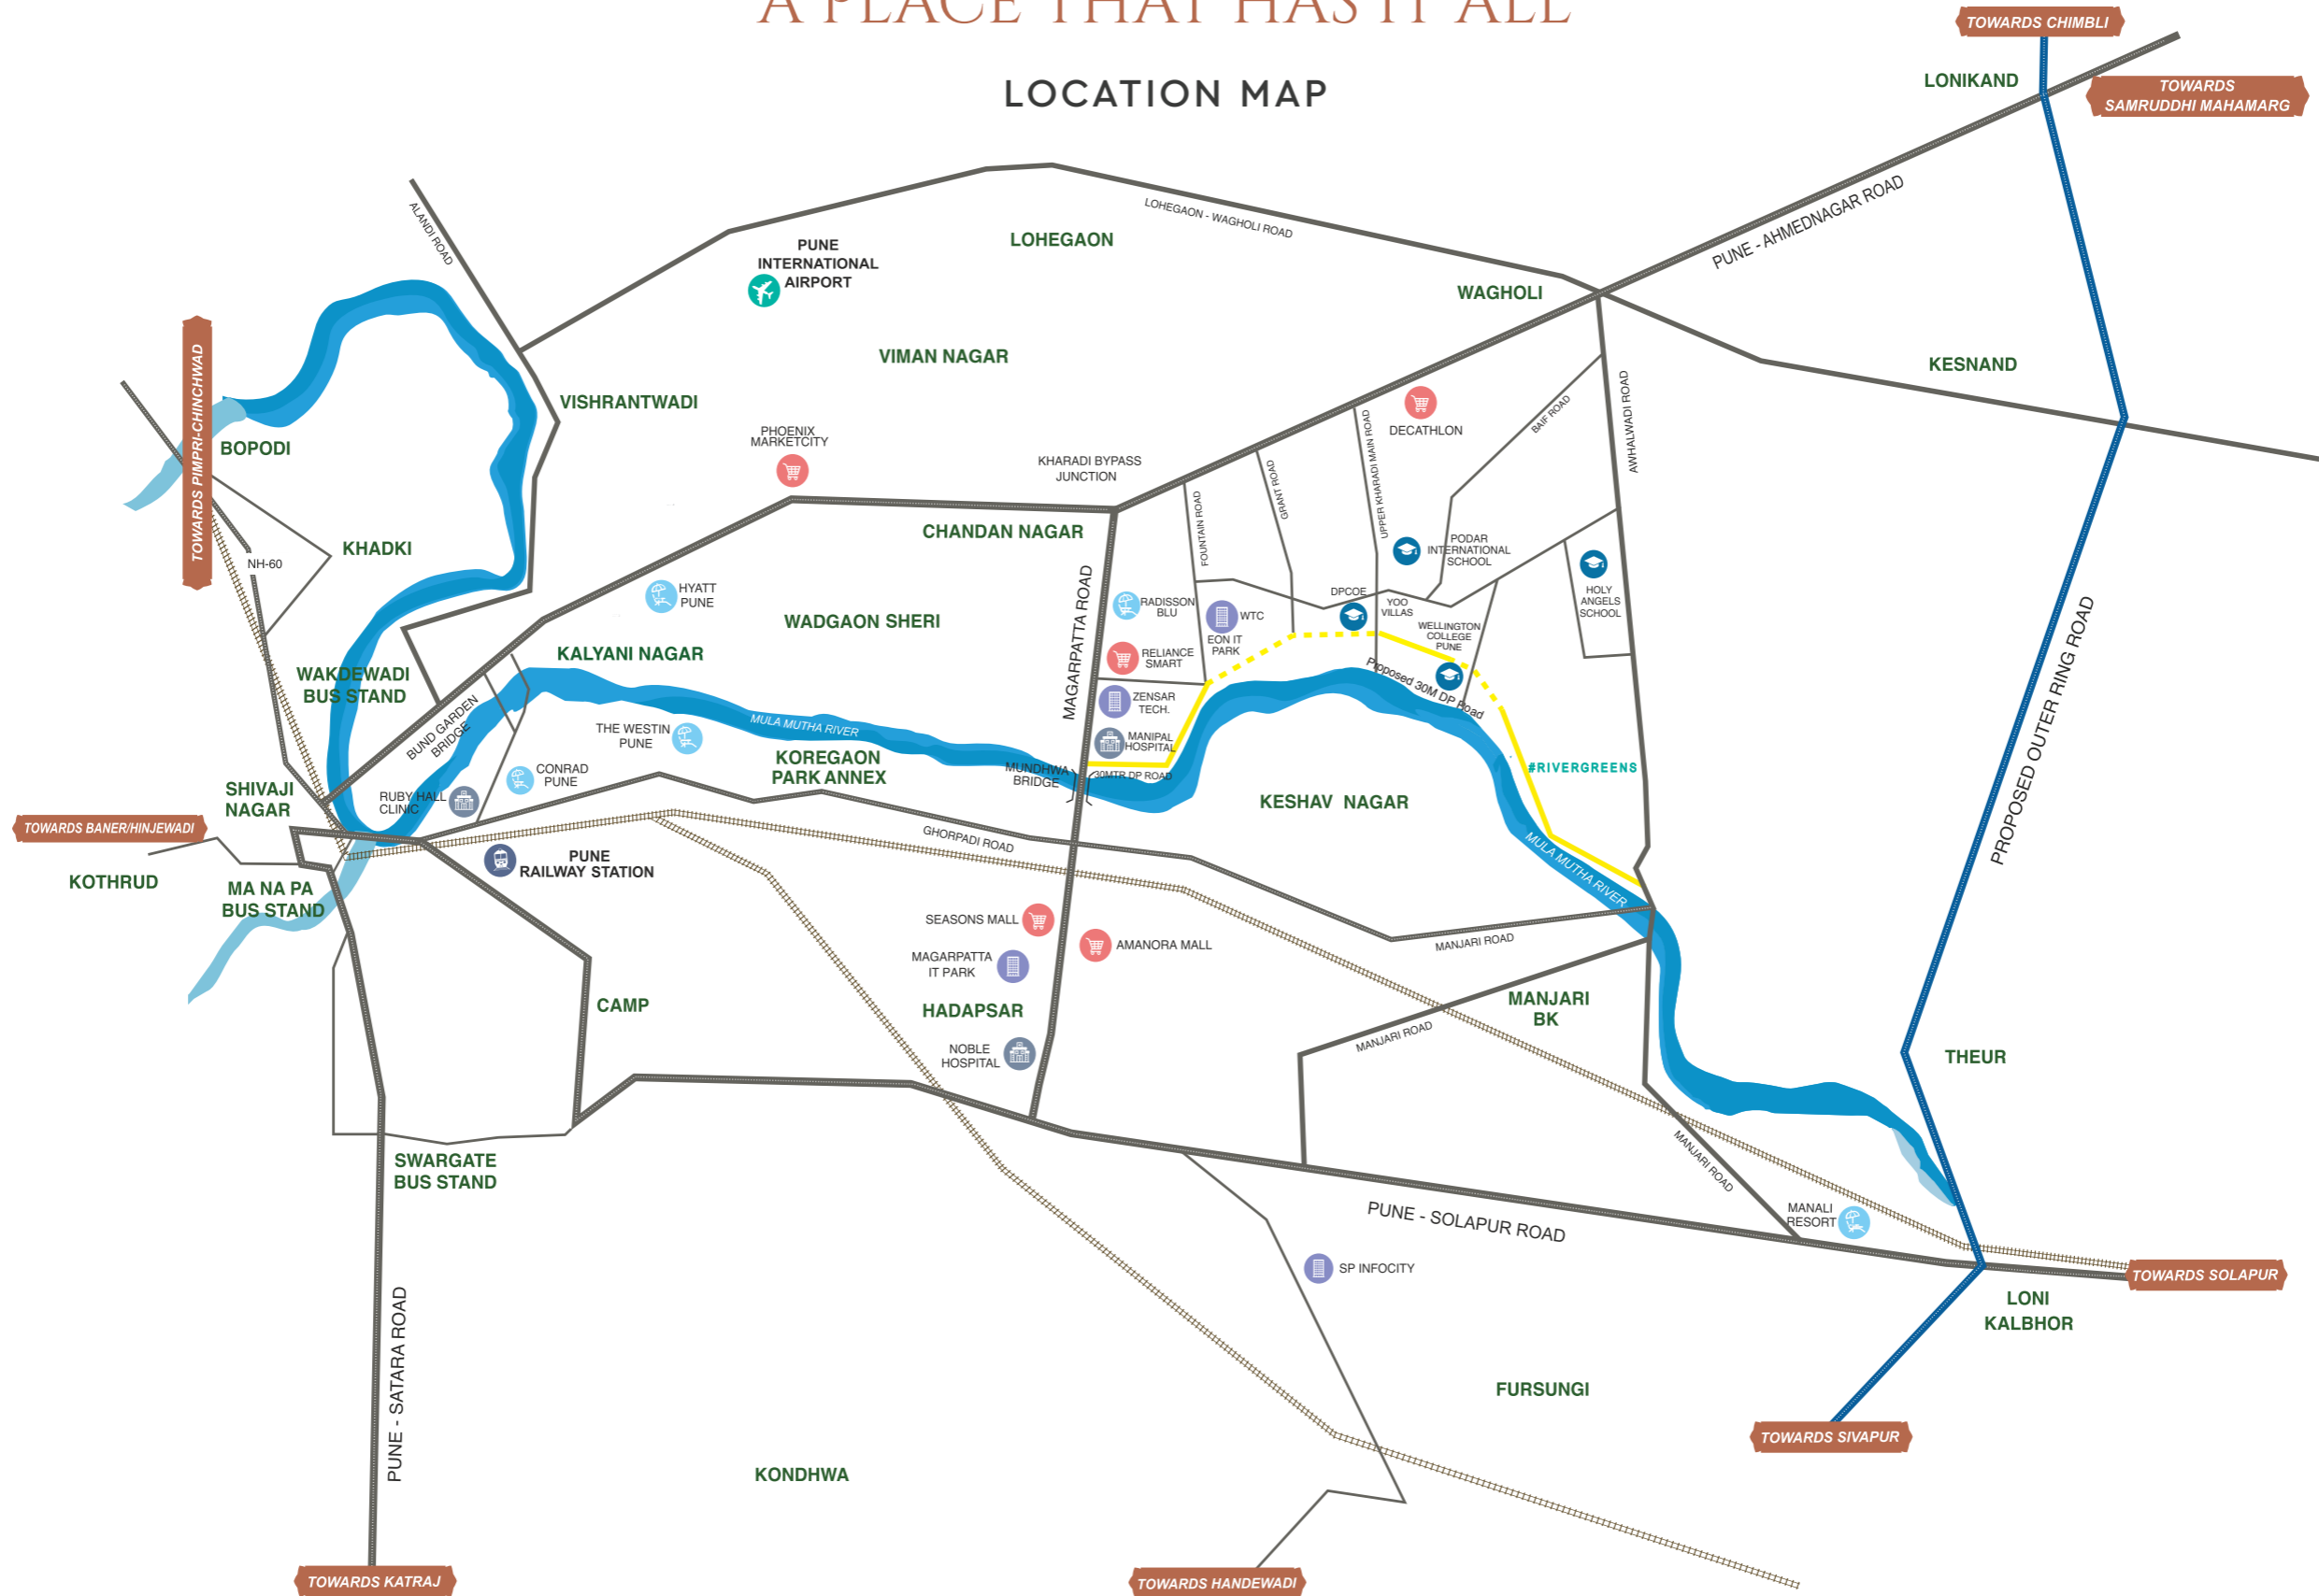 A PLACE THAT HAS IT ALL
LOCATION MAP
TOWARDS CHIMBLI
LONIKAND
TOWARDS
SAMRUDDHI MAHAMARG
PUNE - AHMEDNAGAR ROAD
ALANDI ROAD
LOHEGAON - WAGHOLI ROAD
LOHEGAON
PUNE
INTERNATIONAL
AIRPORT
WAGHOLI
VIMAN NAGAR
KESNAND
TOWARDS PIMPRI-CHINCHWAD
BOPODI
VISHRANTWADI
PHOENIX
MARKETCITY
KHARADI BYPASS
JUNCTION
DECATHLON
BAIF ROAD
AWHALWADI ROAD
UPPER KHARADI MAIN ROAD
GRANT ROAD
FOUNTAIN ROAD
KHADKI
NH-60
CHANDAN NAGAR
PODAR
INTERNATIONAL
SCHOOL
HOLY
ANGELS
SCHOOL
HYATT
PUNE
WADGAON SHERI
MAGARPATTA ROAD
RADISSON
BLU
WTC
EON IT
PARK
DPCOE
YOO
VILLAS
WELLINGTON
COLLEGE
PUNE
RELIANCE
SMART
KALYANI NAGAR
WAKDEWADI
BUS STAND
Proposed 30M DP Road
ZENSAR
TECH.
MANIPAL
HOSPITAL
BUND GARDEN
BRIDGE
THE WESTIN
PUNE
MULA MUTHA RIVER
KOREGAON
PARK ANNEX
MUNDHWA
BRIDGE
30MTR DP ROAD
#RIVERGREENS
PROPOSED OUTER RING ROAD
CONRAD
PUNE
RUBY HALL
CLINIC
SHIVAJI
NAGAR
KESHAV NAGAR
TOWARDS BANER/HINJEWADI
GHORPADI ROAD
MULA MUTHA RIVER
PUNE
RAILWAY STATION
KOTHRUD
MA NA PA
BUS STAND
SEASONS MALL
AMANORA MALL
MANJARI ROAD
MAGARPATTA
IT PARK
CAMP
HADAPSAR
MANJARI
BK
MANJARI ROAD
NOBLE
HOSPITAL
THEUR
SWARGATE
BUS STAND
MANJARI ROAD
PUNE - SOLAPUR ROAD
MANALI
RESORT
SP INFOCITY
TOWARDS SOLAPUR
LONI
KALBHOR
PUNE - SATARA ROAD
FURSUNGI
TOWARDS SIVAPUR
KONDHWA
TOWARDS KATRAJ
TOWARDS HANDEWADI